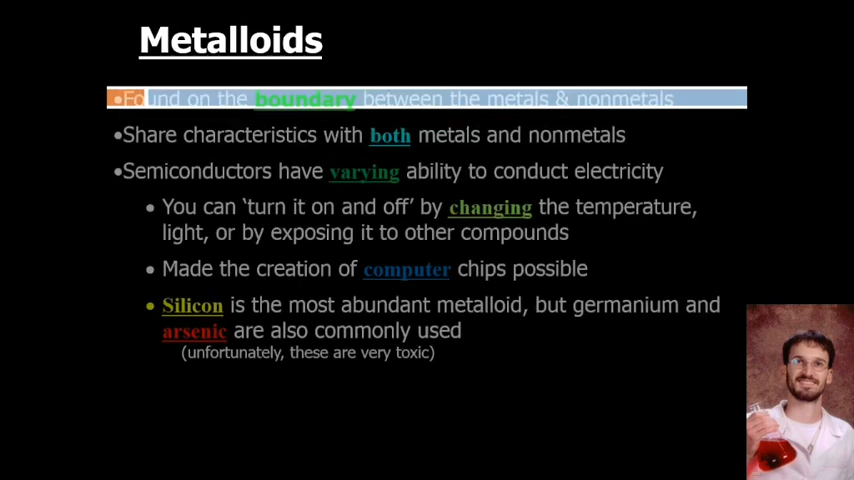 Metalloids
•Found on the boundary between the metals & nonmetals
•Share characteristics with both metals and nonmetals
•Semiconductors have varying ability to conduct electricity
• You can ‘turn it on and off’ by changing the temperature,
light, or by exposing it to other compounds
• Made the creation of computer chips possible
• Silicon is the most abundant metalloid, but germanium and
arsenic are also commonly used
(unfortunately, these are very toxic)